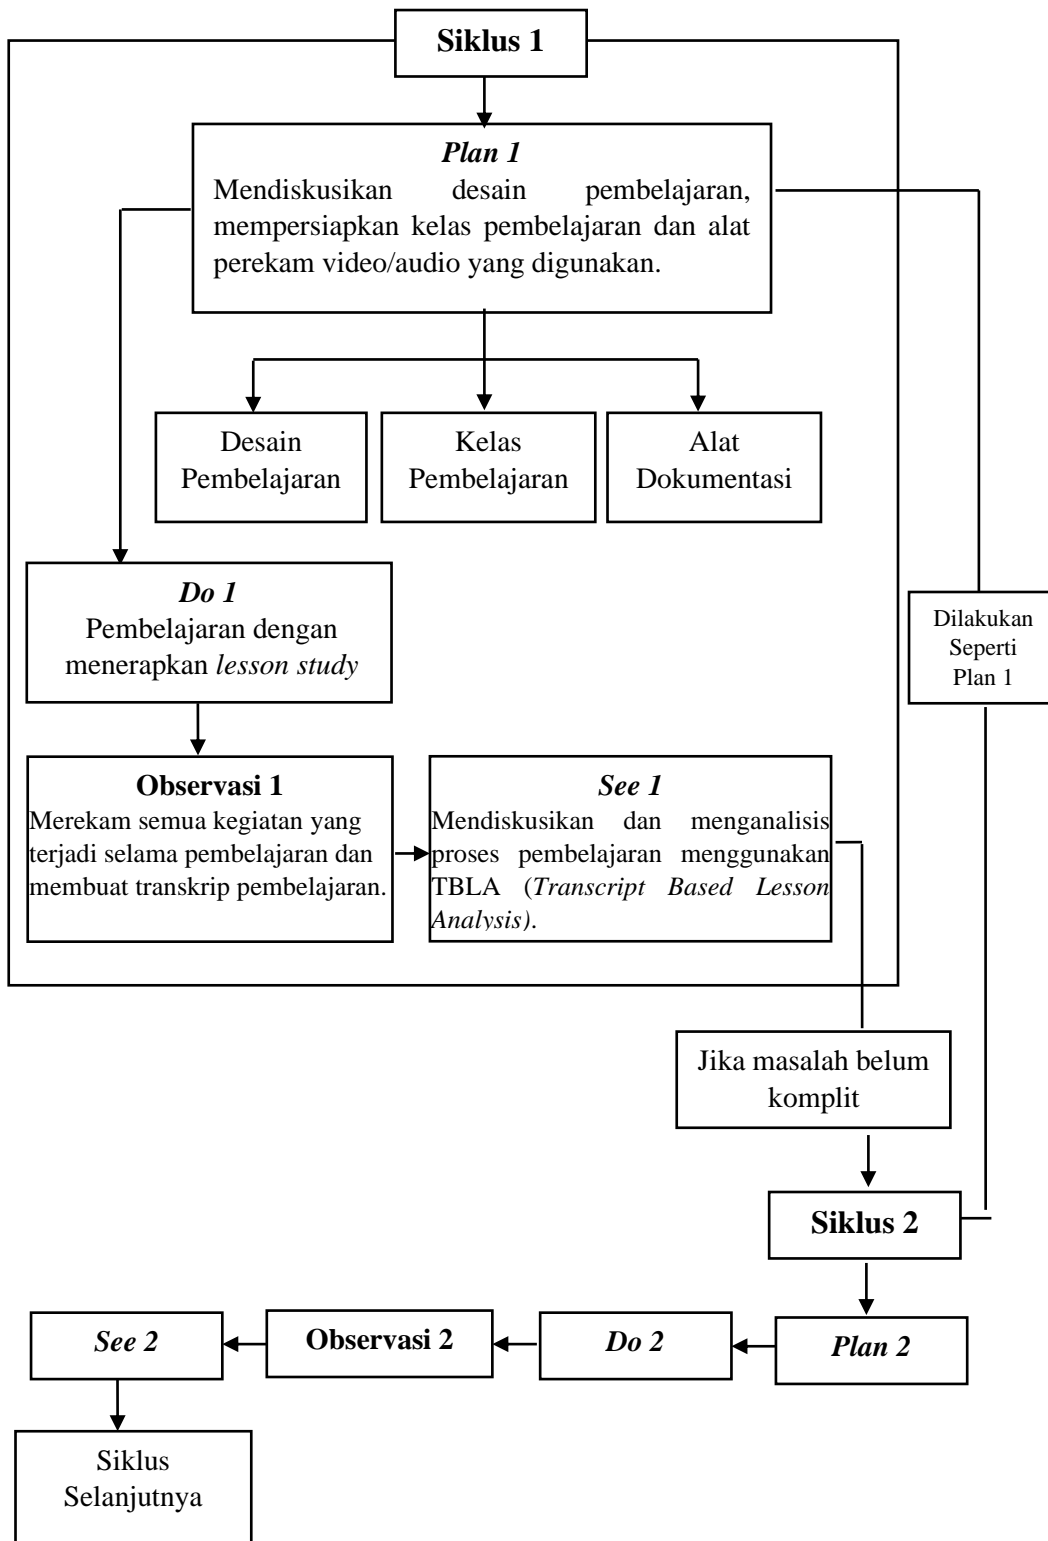 Siklus 1
Plan 1
Mendiskusikan desain pembelajaran,
mempersiapkan kelas pembelajaran dan alat
perekam video/audio yang digunakan.
Desain
Pembelajaran
Kelas
Pembelajaran
Alat
Dokumentasi
Do 1
Pembelajaran dengan
menerapkan lesson study
Dilakukan
Seperti
Plan 1
Observasi 1
Merekam semua kegiatan yang
terjadi selama pembelajaran dan
membuat transkrip pembelajaran.
See 1
Mendiskusikan dan menganalisis
proses pembelajaran menggunakan
TBLA (Transcript Based Lesson
Analysis).
Jika masalah belum
komplit
Siklus 2
Plan 2
Do 2
Observasi 2
See 2
Siklus
Selanjutnya